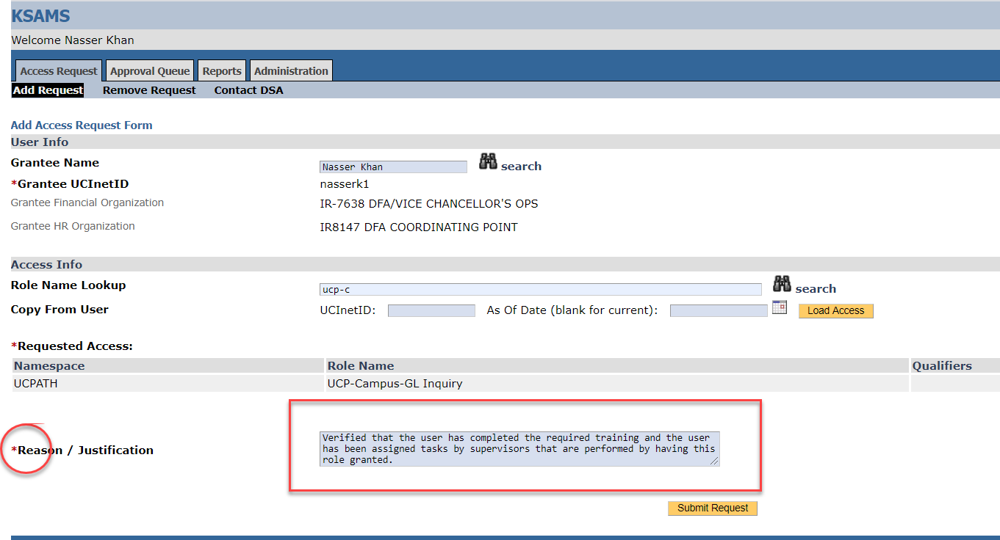 KSAMS
Welcome Nasser Khan
Access Request Approval Queue Reports Administration
Add Request Remove Request Contact DSA
Add Access Request Form
User Info
Grantee Name Nasser Khan search
*Grantee UCInetID nasserk1
Grantee Financial Organization IR-7638 DFA/VICE CHANCELLOR'S OPS
Grantee HR Organization IR8147 DFA COORDINATING POINT
Access Info
Role Name Lookup ucp-c search
Copy From User UCInetID: As Of Date (blank for current): Load Access
*Requested Access:
Namespace Role Name Qualifiers
UCPATH UCP-Campus-GL Inquiry
*Reason / Justification
Verified that the user has completed the required training and the user
has been assigned tasks by supervisors that are performed by having this
role granted.
Submit Request